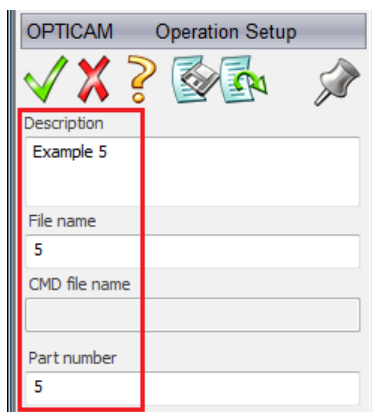 OPTICAM Operation Setup
Description
Example 5
File name
5
CMD file name
Part number
5